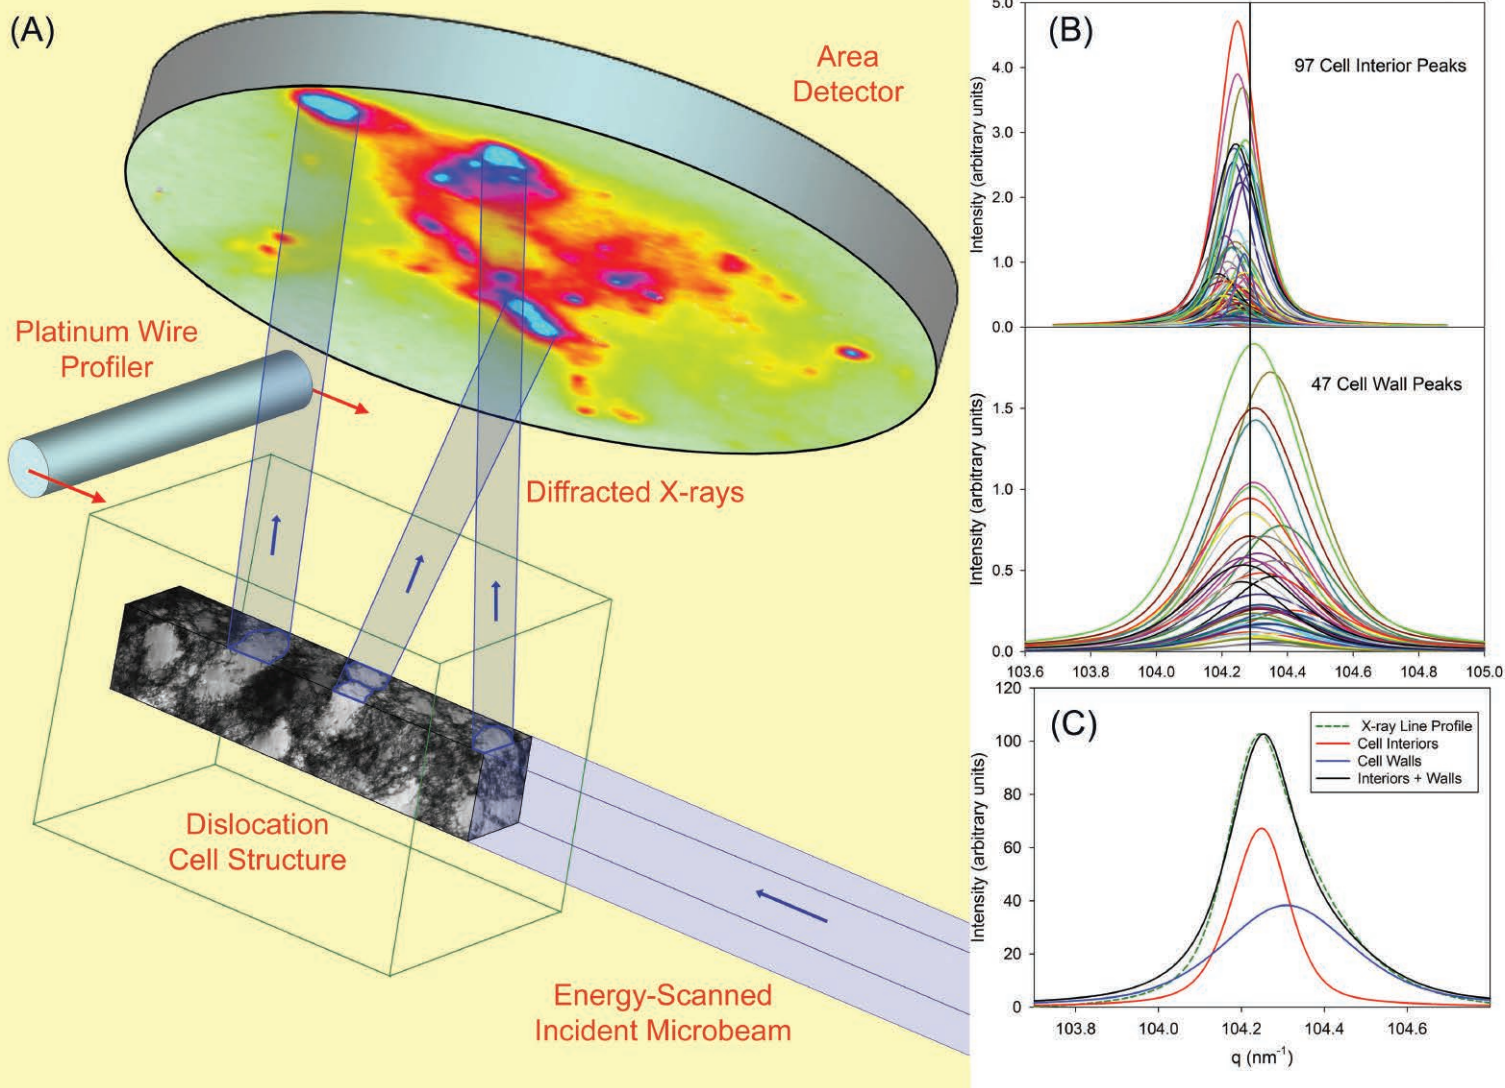 (A)
Area
Detector
Platinum Wire
Profiler
Diffracted X-rays
Dislocation
Cell Structure
Energy-Scanned
Incident Microbeam
(B)
97 Cell Interior Peaks
Intensity (arbitrary units)
5.0
4.0
3.0
2.0
1.0
0.0
47 Cell Wall Peaks
Intensity (arbitrary units)
1.5
1.0
0.5
0.0
103.6 103.8 104.0 104.2 104.4 104.6 104.8 105.0
(C)
X-ray Line Profile
Cell Interiors
Cell Walls
Interiors + Walls
Intensity (arbitrary units)
120
100
80
60
40
20
0
103.8 104.0 104.2 104.4 104.6
q (nm⁻¹)